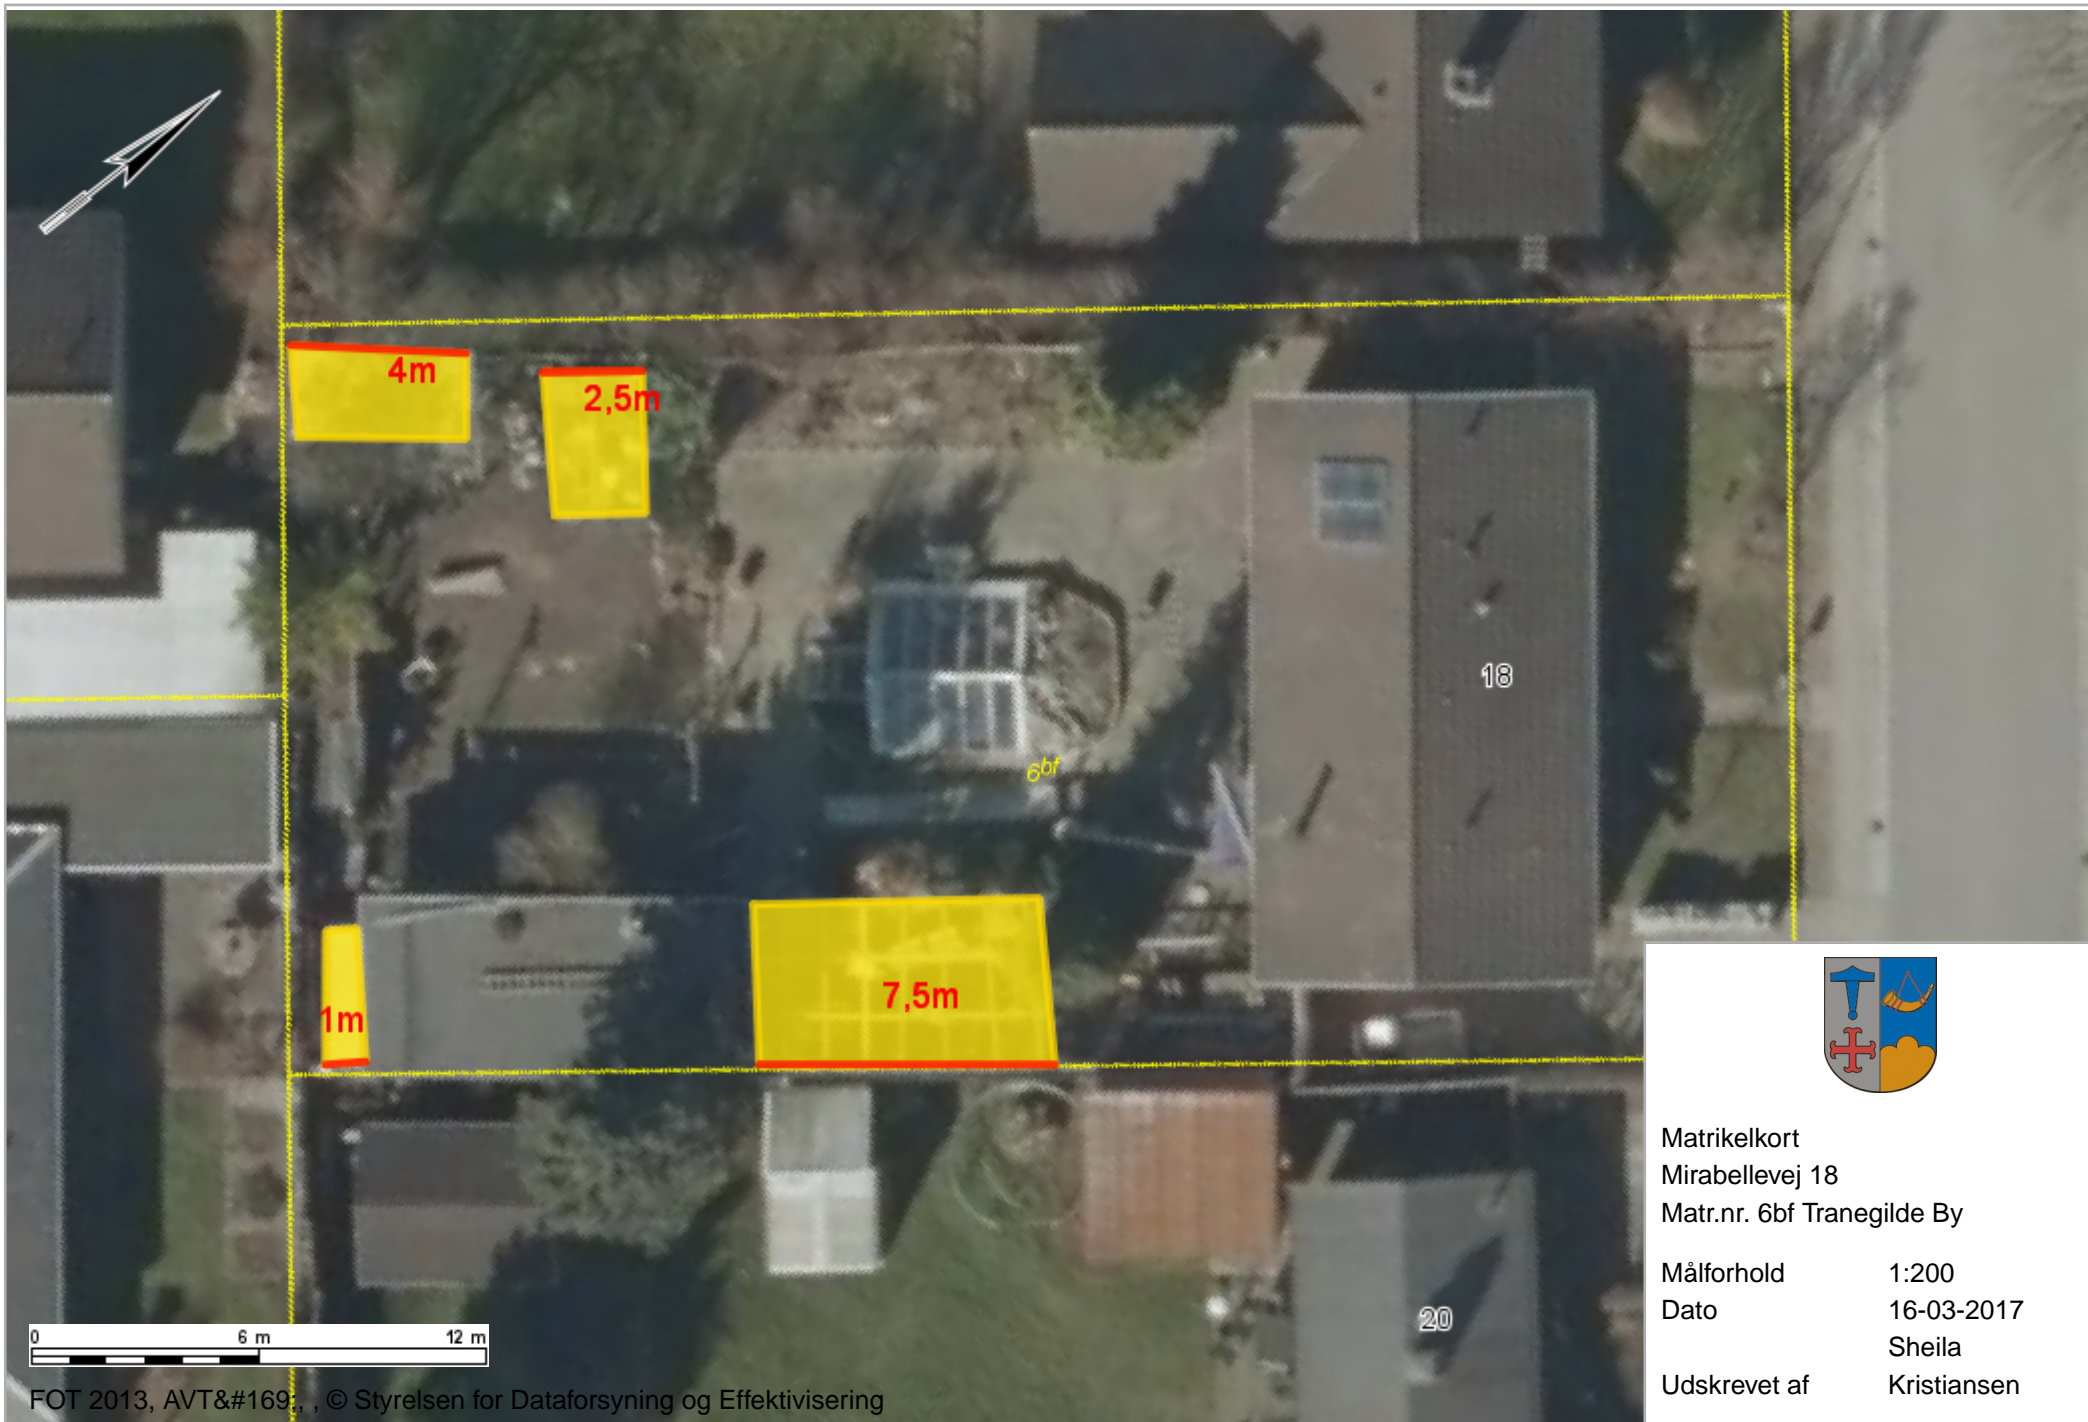 4m
2,5m
18
6bf
7,5m
1m
20
0 6 m 12 m
FOT 2013, AVT&#169;, , © Styrelsen for Dataforsyning og Effektivisering
Matrikelkort
Mirabellevej 18
Matr.nr. 6bf Tranegilde By
Målforhold 1:200
Dato 16-03-2017
Sheila
Udskrevet af Kristiansen